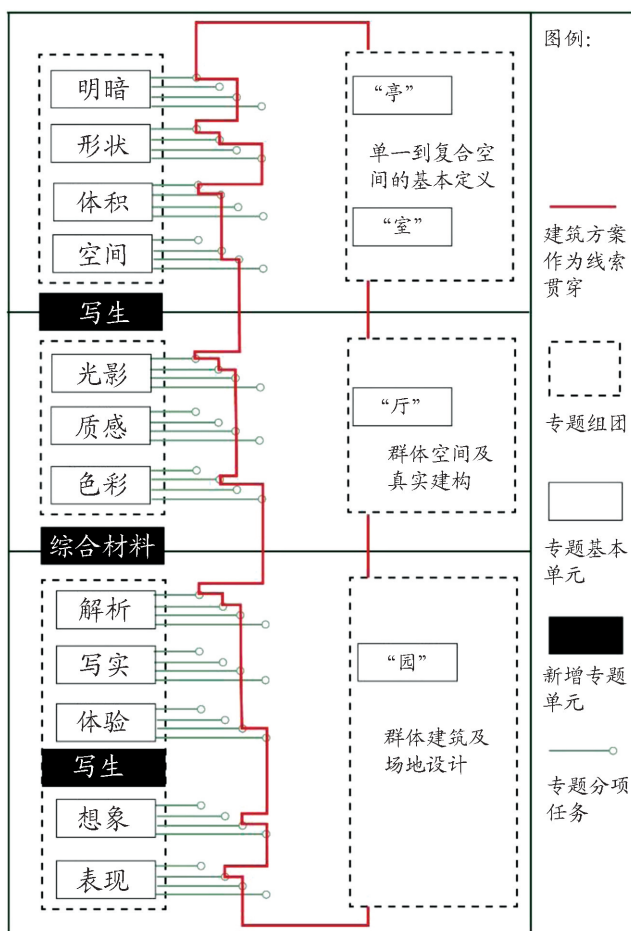 明暗
形状
体积
空间
写生
光影
质感
色彩
综合材料
解析
写实
体验
写生
想象
表现
“亭”
单一到复合空
间的基本定义
“室”
“厅”
群体空间及
真实建构
“园”
群体建筑及
场地设计
图例:
建筑方案
作为线索
贯穿
专题组团
专题基本
单元
新增专题
单元
专题分项
任务